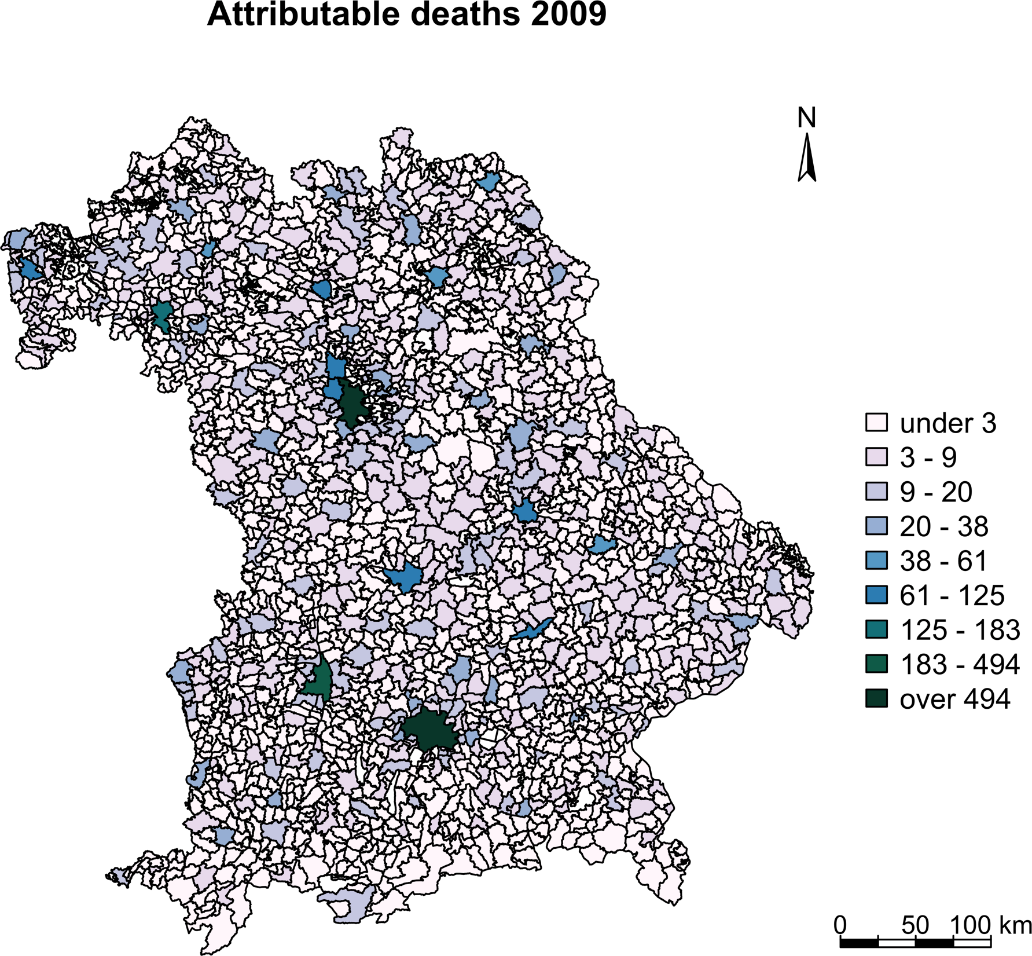 Attributable deaths 2009
N
under 3
3 - 9
9 - 20
20 - 38
38 - 61
61 - 125
125 - 183
183 - 494
over 494
0 50 100 km